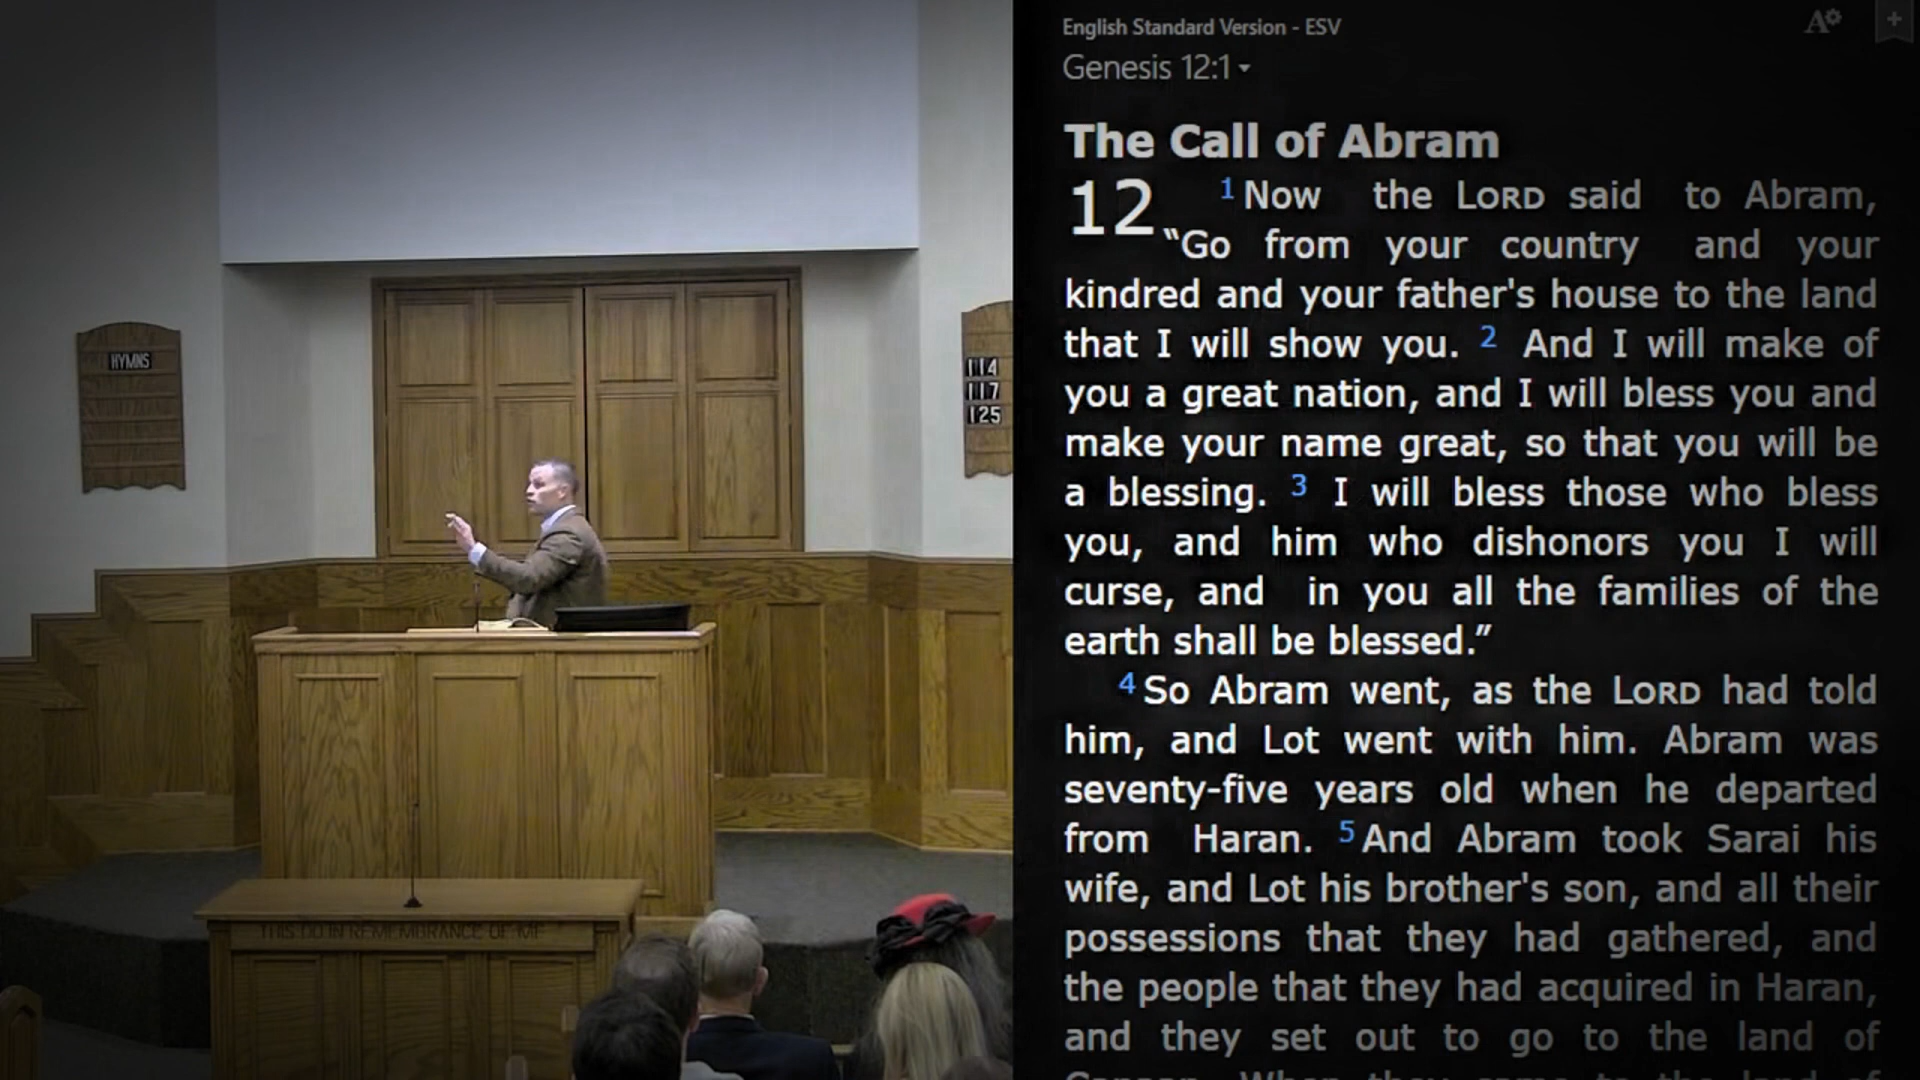 HYMNS
114
117
125
THIS DO IN REMEMBRANCE OF ME
English Standard Version - ESV
Genesis 12:1
The Call of Abram
12 1 Now the LORD said to Abram,
“Go from your country and your
kindred and your father's house to the land
that I will show you. 2 And I will make of
you a great nation, and I will bless you and
make your name great, so that you will be
a blessing. 3 I will bless those who bless
you, and him who dishonors you I will
curse, and in you all the families of the
earth shall be blessed.”
4 So Abram went, as the LORD had told
him, and Lot went with him. Abram was
seventy-five years old when he departed
from Haran. 5 And Abram took Sarai his
wife, and Lot his brother's son, and all their
possessions that they had gathered, and
the people that they had acquired in Haran,
and they set out to go to the land of